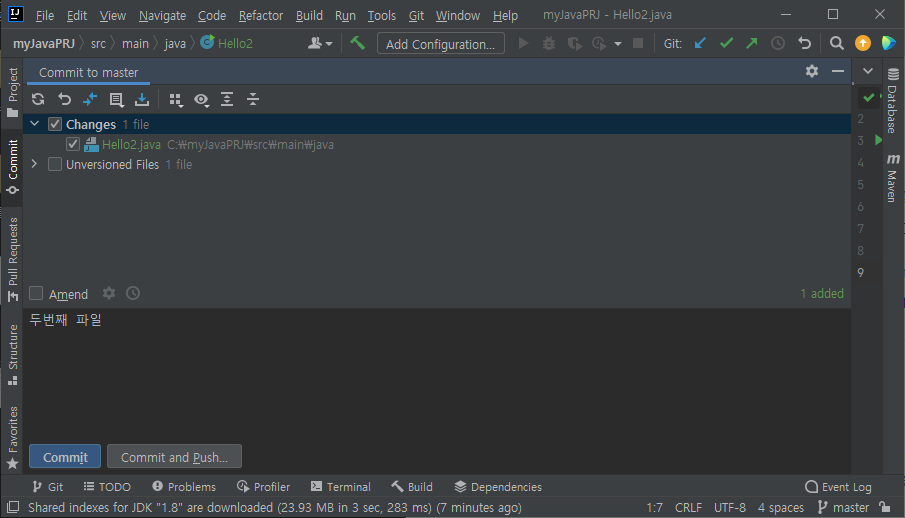 IJ File Edit View Navigate Code Refactor Build Run Tools Git Window Help myJavaPRJ - Hello2.java
myJavaPRJ src main java C Hello2 Add Configuration... Git:
Commit to master
Changes 1 file
Hello2.java C:₩myJavaPRJ₩src₩main₩java
Unversioned Files 1 file
Amend 1 added
두번째 파일
Commit Commit and Push...
Project
Commit
Pull Requests
Structure
Favorites
2
3
4
5
6
7
8
9
Database
m Maven
Git TODO Problems Profiler Terminal Build Dependencies Event Log
Shared indexes for JDK "1.8" are downloaded (23.93 MB in 3 sec, 283 ms) (7 minutes ago) 1:7 CRLF UTF-8 4 spaces master